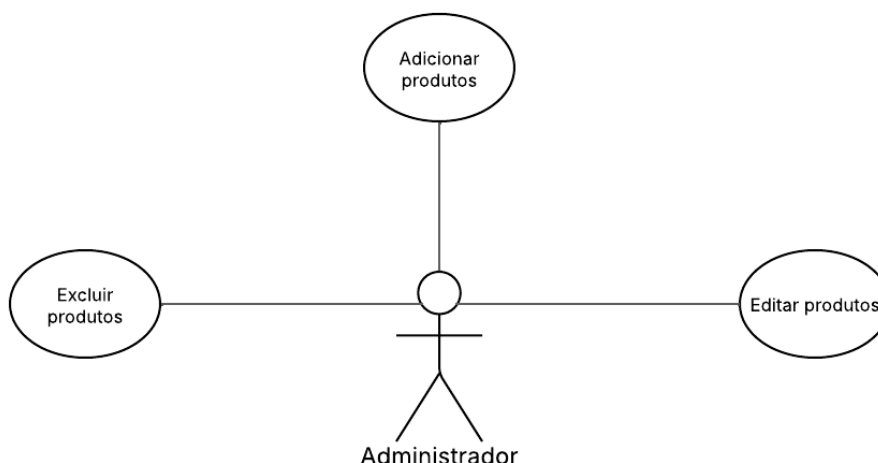 Adicionar
produtos
Excluir
produtos
Editar produtos
Administrador